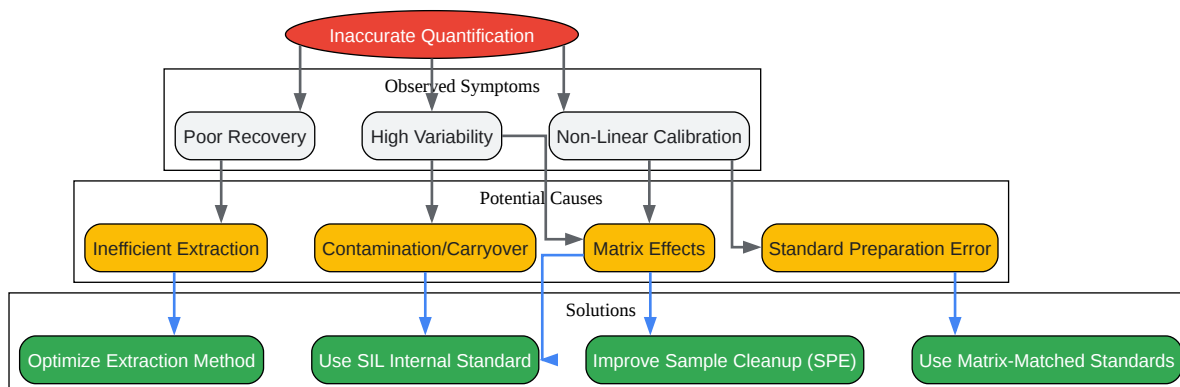 Inaccurate Quantification
Observed Symptoms
Poor Recovery
High Variability
Non-Linear Calibration
Potential Causes
Inefficient Extraction
Contamination/Carryover
Matrix Effects
Standard Preparation Error
Solutions
Optimize Extraction Method
Use SIL Internal Standard
Improve Sample Cleanup (SPE)
Use Matrix-Matched Standards